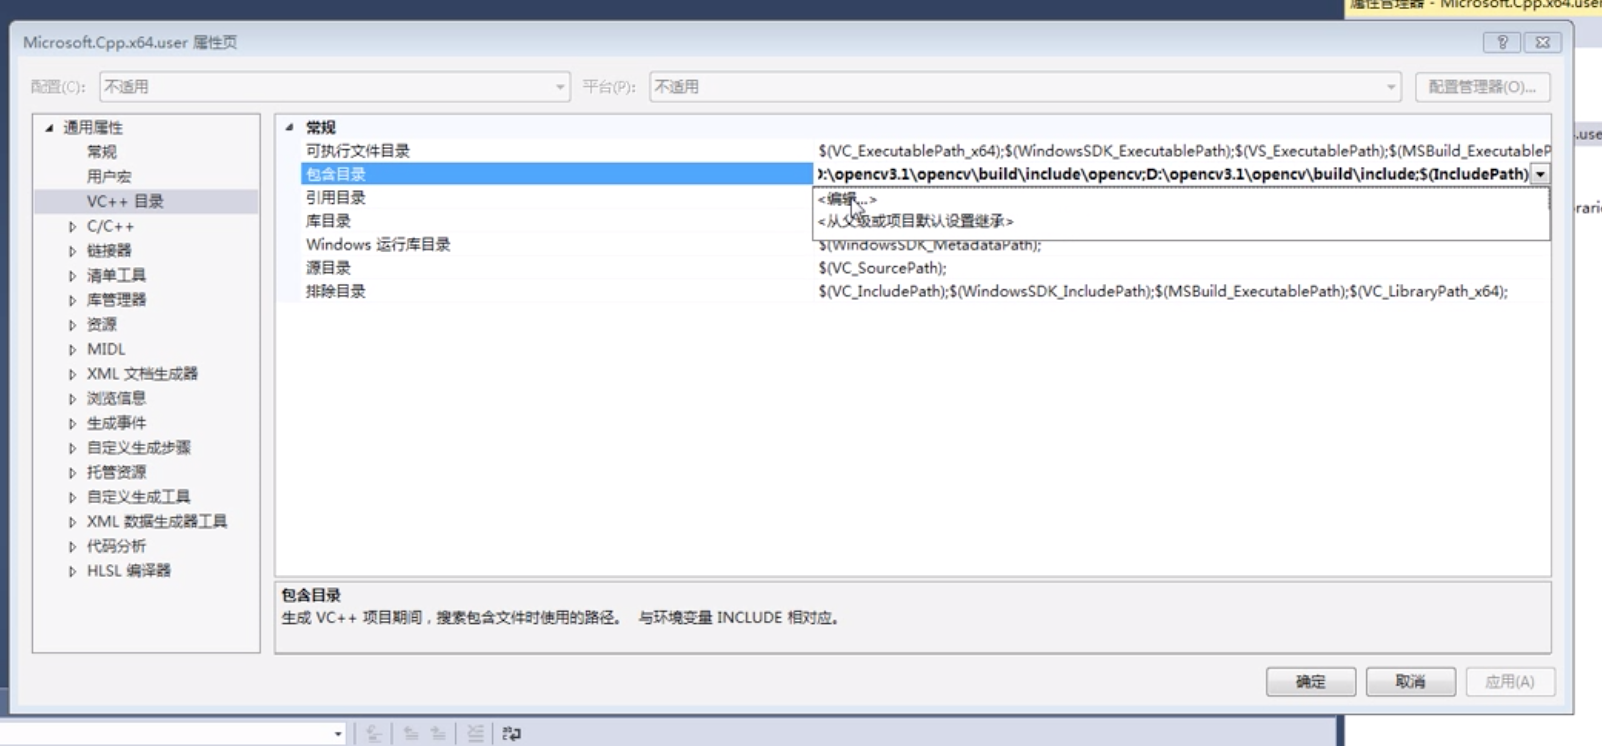 属性管理器 - Microsoft.Cpp.x64.user
Microsoft.Cpp.x64.user 属性页
配置(C): 不适用 平台(P): 不适用 配置管理器(O)...
通用属性
常规
用户宏
VC++ 目录
C/C++
链接器
清单工具
库管理器
资源
MIDL
XML 文档生成器
浏览信息
生成事件
自定义生成步骤
托管资源
自定义生成工具
XML 数据生成器工具
代码分析
HLSL 编译器
常规
可执行文件目录 $(VC_ExecutablePath_x64);$(WindowsSDK_ExecutablePath);$(VS_ExecutablePath);$(MSBuild_ExecutableP
包含目录 :\opencv3.1\opencv\build\include\opencv;D:\opencv3.1\opencv\build\include;$(IncludePath)
引用目录 <编辑...>
库目录 <从父级或项目默认设置继承>
Windows 运行库目录 $(WindowsSDK_MetadataPath);
源目录 $(VC_SourcePath);
排除目录 $(VC_IncludePath);$(WindowsSDK_IncludePath);$(MSBuild_ExecutablePath);$(VC_LibraryPath_x64);
包含目录
生成 VC++ 项目期间，搜索包含文件时使用的路径。 与环境变量 INCLUDE 相对应。
确定 取消 应用(A)